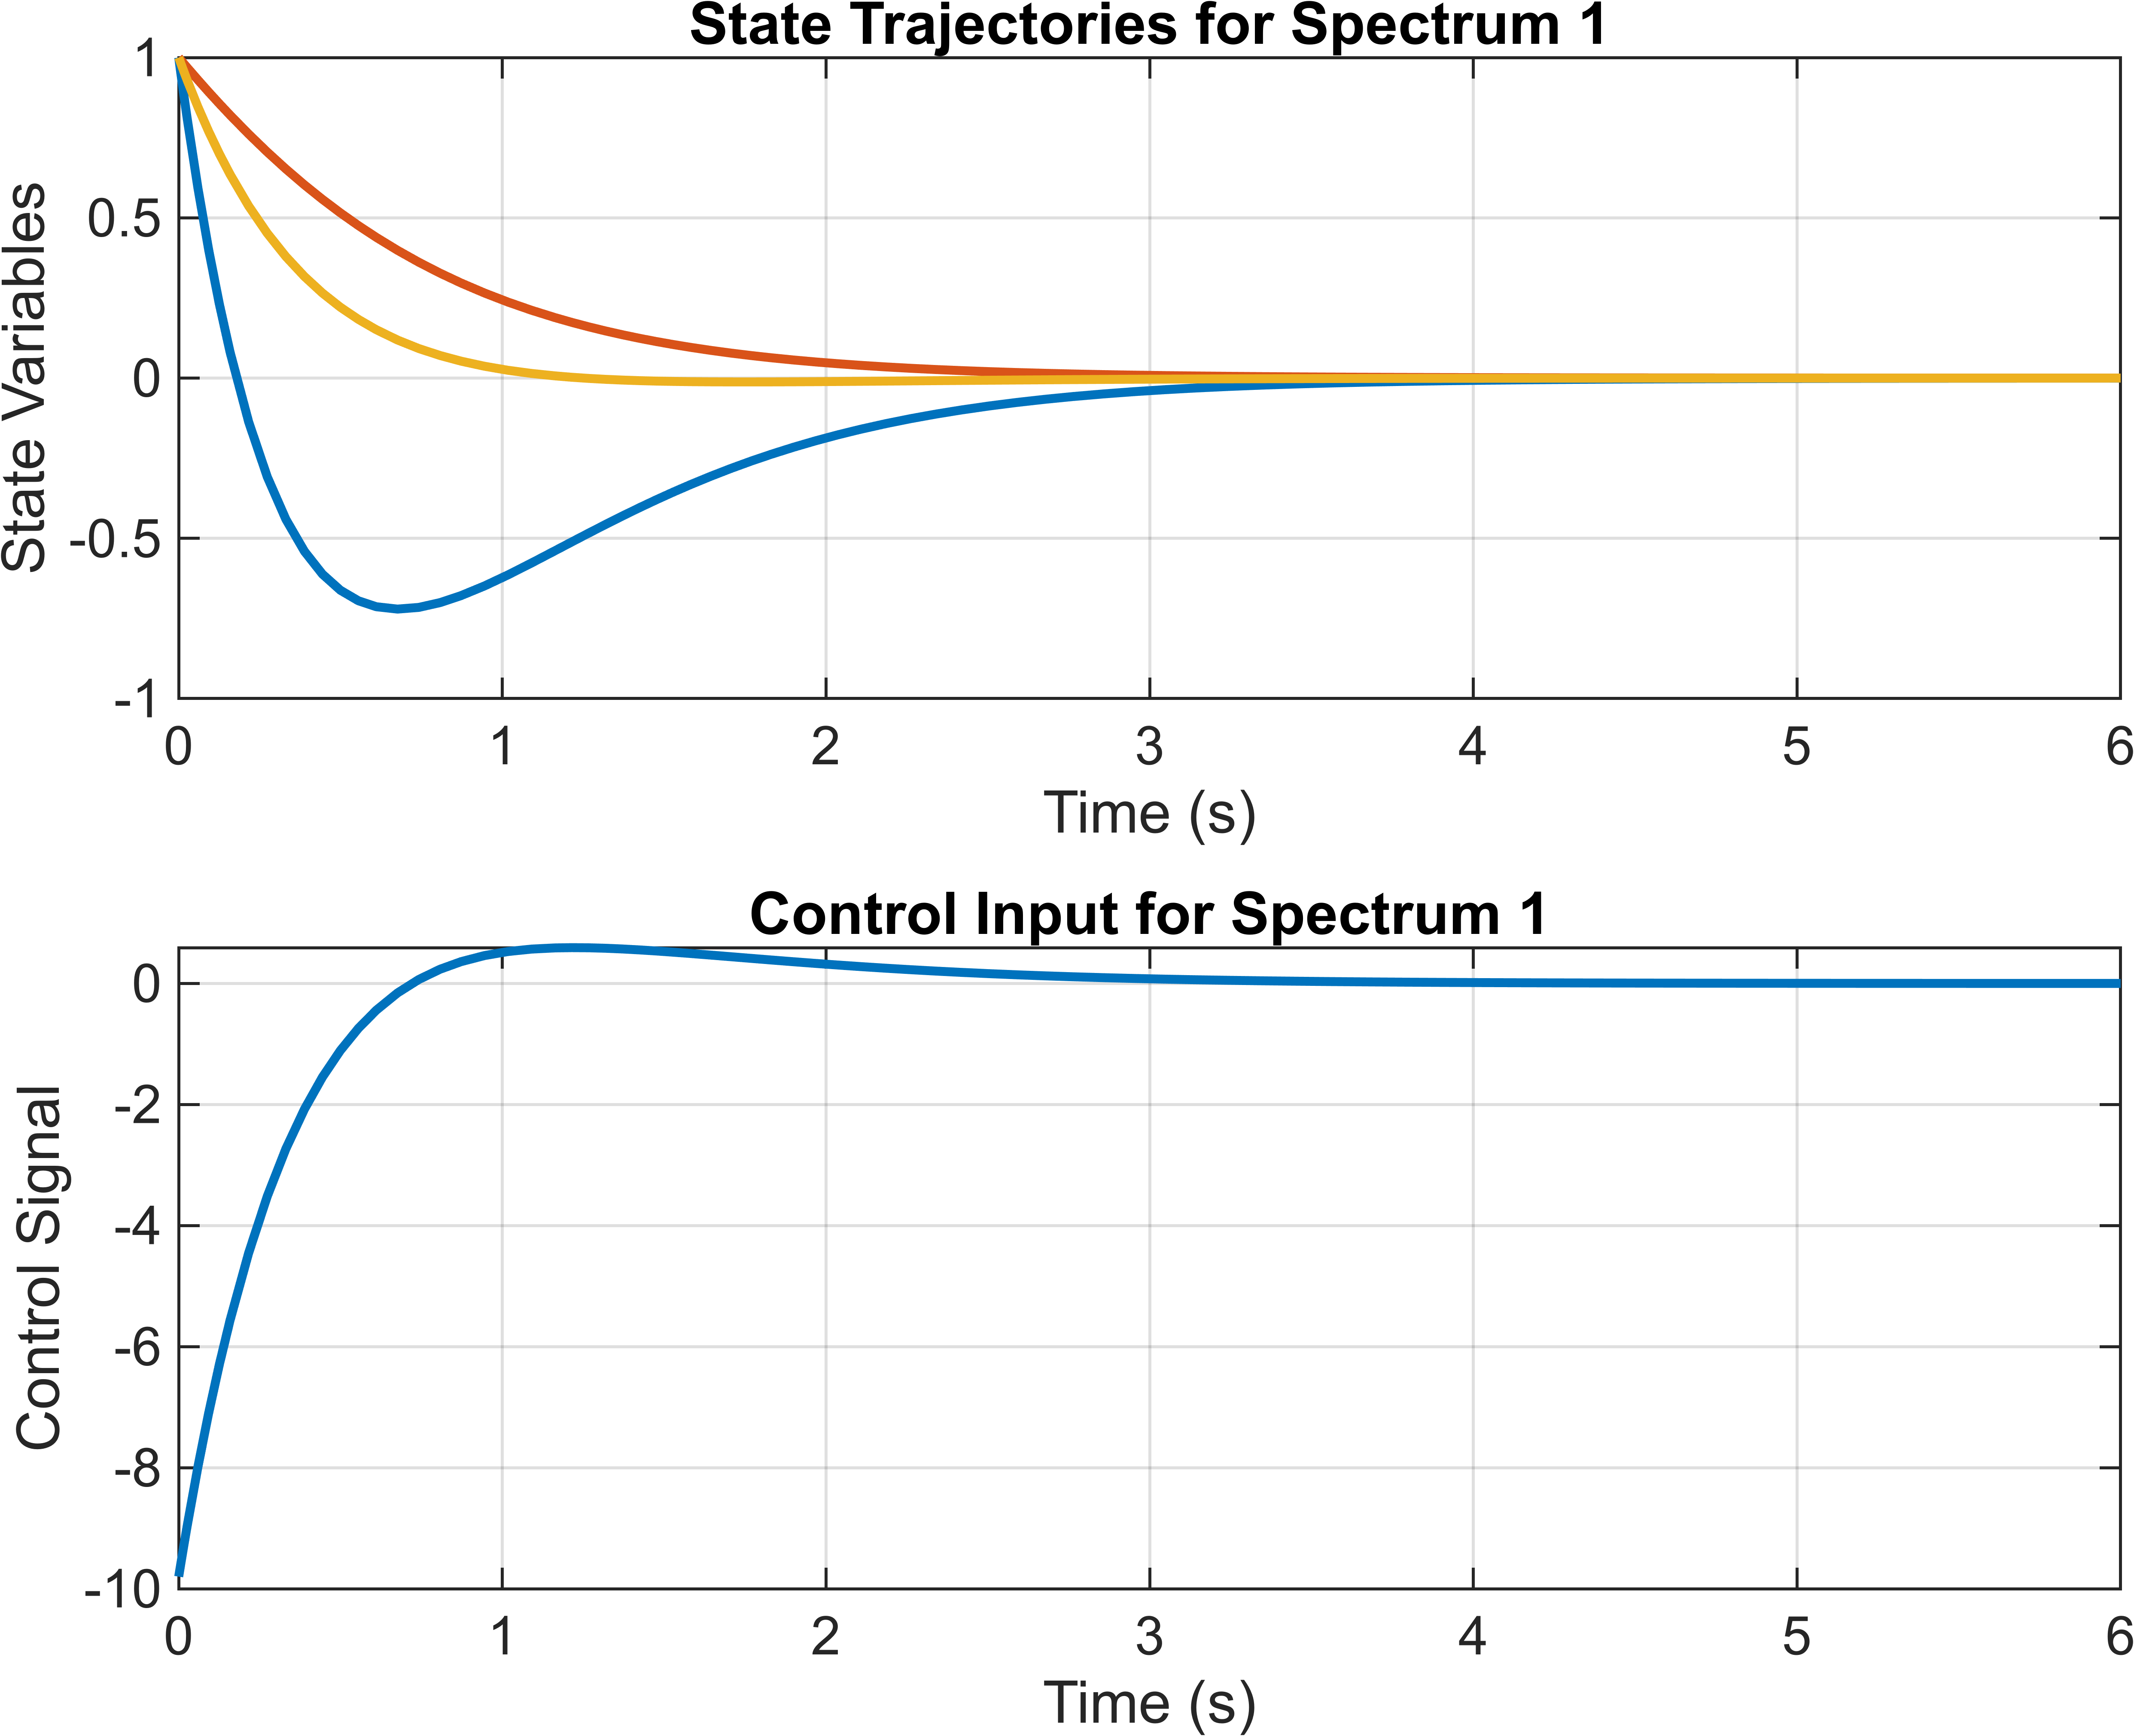 State Trajectories for Spectrum 1
1
0.5
0
-0.5
-1
State Variables
0 1 2 3 4 5 6
Time (s)
Control Input for Spectrum 1
0
-2
-4
-6
-8
-10
Control Signal
0 1 2 3 4 5 6
Time (s)